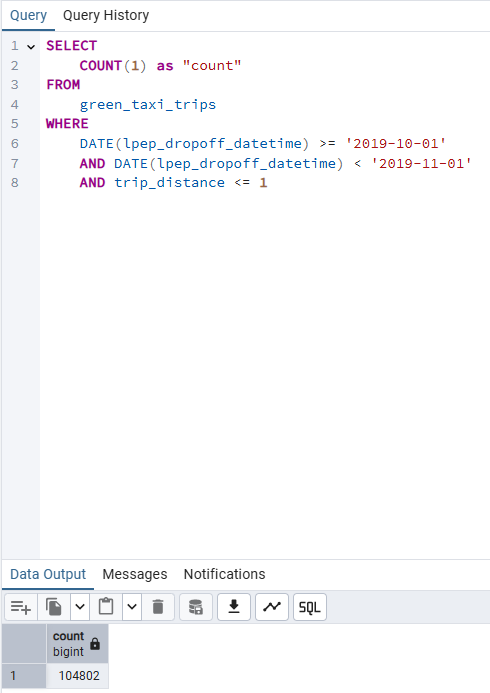 Query Query History
1 SELECT
2 COUNT(1) as "count"
3 FROM
4 green_taxi_trips
5 WHERE
6 DATE(lpep_dropoff_datetime) >= '2019-10-01'
7 AND DATE(lpep_dropoff_datetime) < '2019-11-01'
8 AND trip_distance <= 1
Data Output Messages Notifications
SQL
count
bigint
1 104802